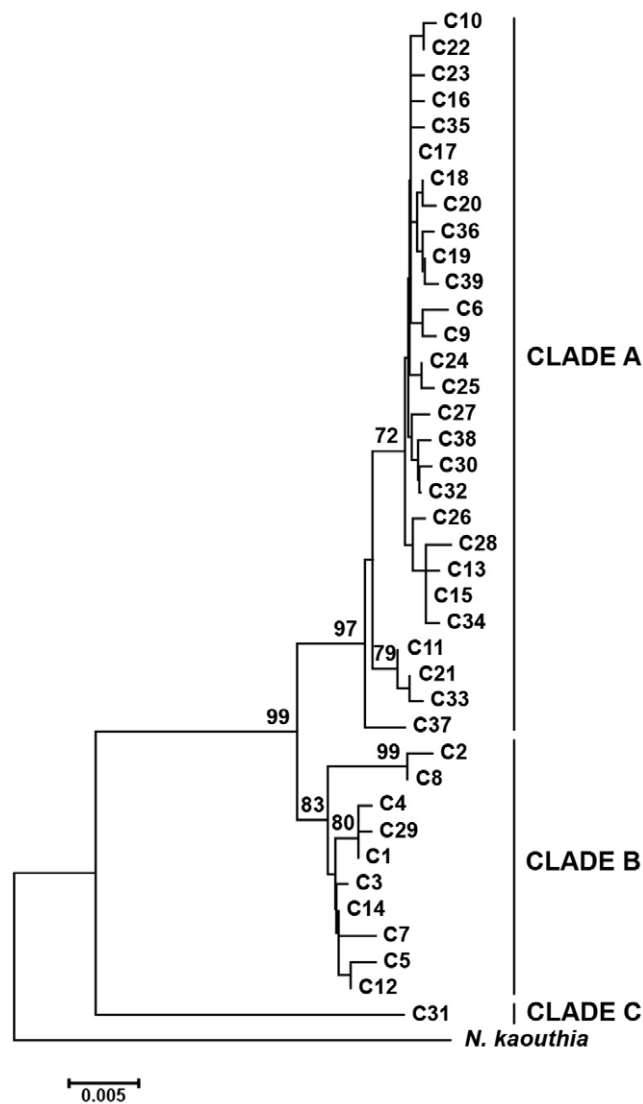 C10
C22
C23
C16
C35
C17
C18
C20
C36
C19
C39
C6
C9
CLADE A
C24
C25
C27
72
C38
C30
C32
C26
C28
C13
C15
C34
97
79
C11
C21
C33
99
C37
99
C2
C8
83
C4
80
C29
C1
CLADE B
C3
C14
C7
C5
C12
C31
CLADE C
N. kaouthia
0.005